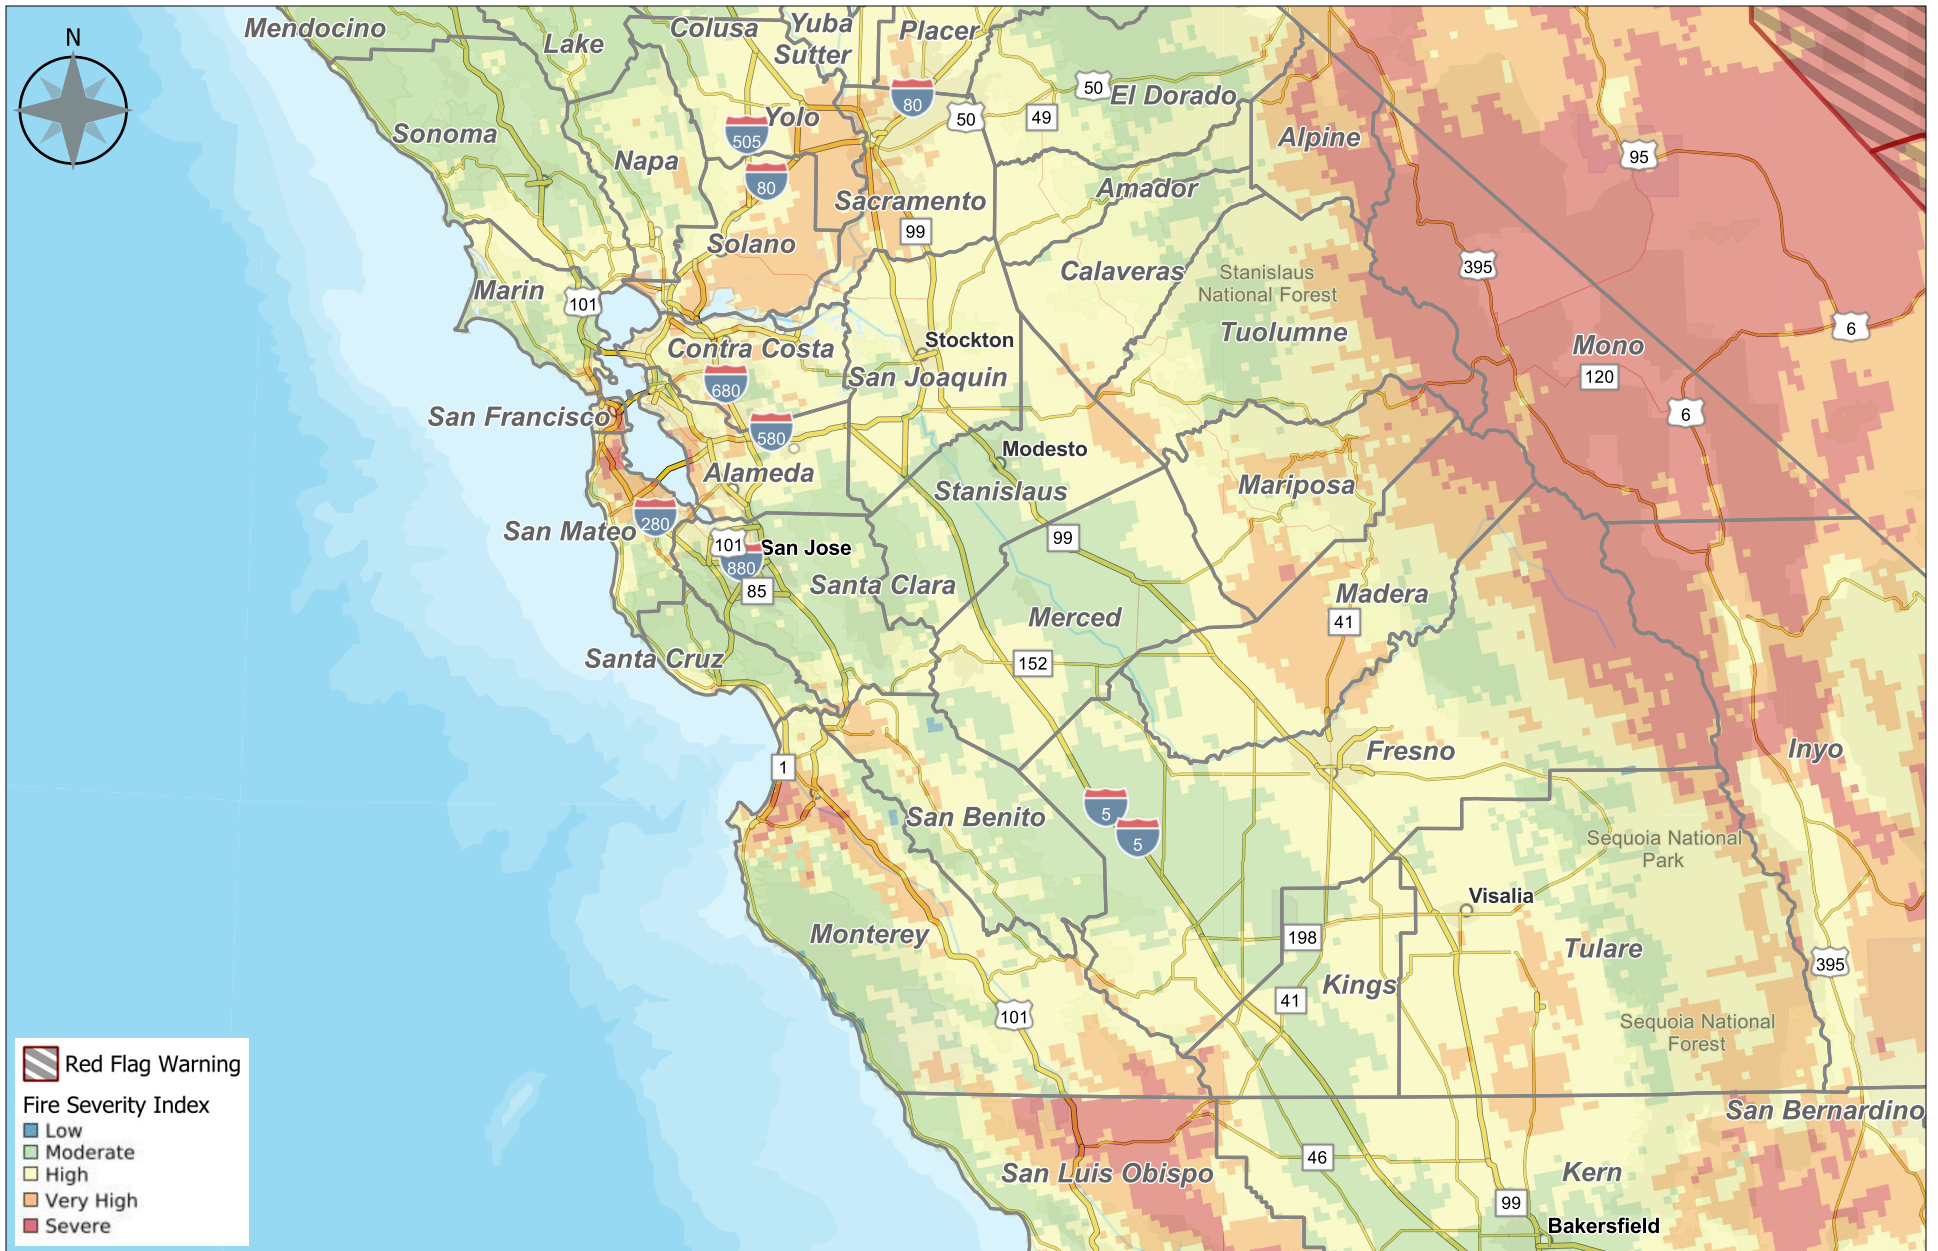 Mendocino
Colusa
Yuba
Sutter
Placer
Lake
N
80
50
El Dorado
50
49
Yolo
505
Sonoma
Napa
Alpine
95
80
Amador
Sacramento
99
Solano
395
Calaveras
Stanislaus
National Forest
Marin
101
6
Tuolumne
Stockton
Contra Costa
Mono
120
San Joaquin
680
6
San Francisco
580
Modesto
Alameda
Stanislaus
Mariposa
280
San Mateo
99
101
San Jose
880
85
Santa Clara
Madera
Merced
41
Santa Cruz
152
Fresno
Inyo
1
5
San Benito
5
Sequoia National
Park
Visalia
Monterey
198
Tulare
395
Kings
41
101
Sequoia National
Forest
Red Flag Warning
Fire Severity Index
Low
Moderate
High
Very High
Severe
San Bernardino
46
San Luis Obispo
Kern
99
Bakersfield